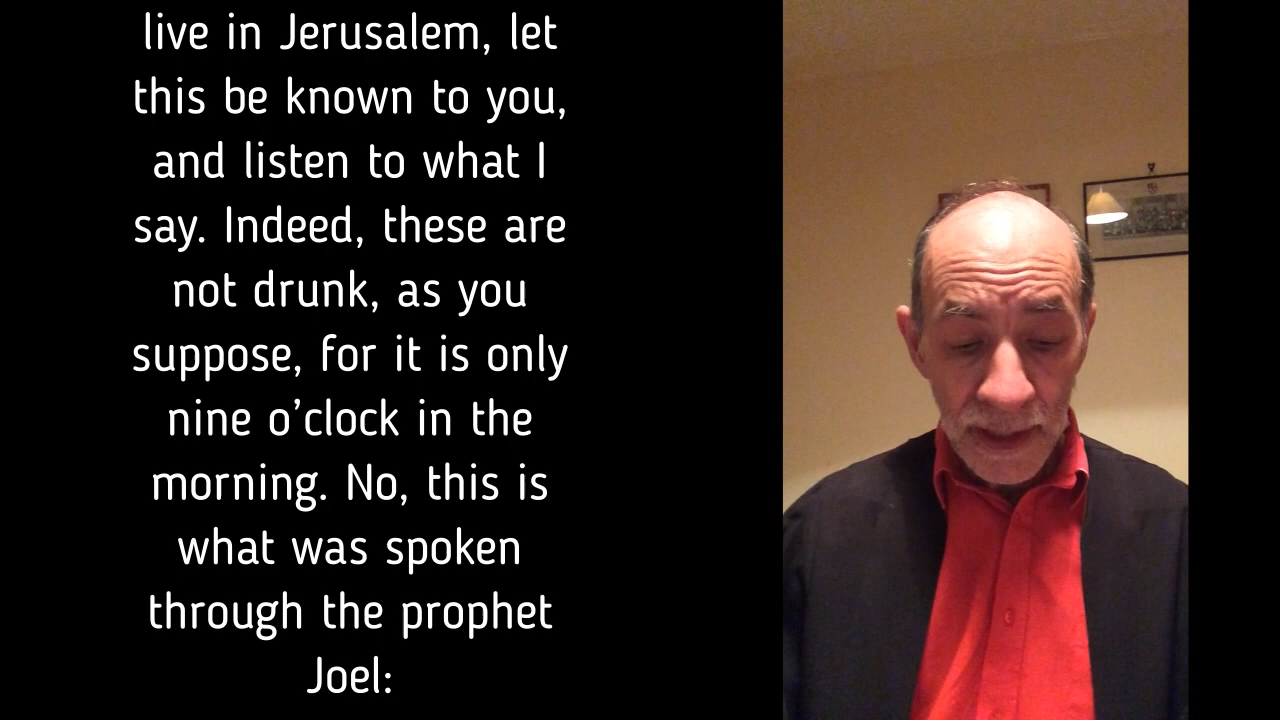 live in Jerusalem, let
this be known to you,
and listen to what I
say. Indeed, these are
not drunk, as you
suppose, for it is only
nine o’clock in the
morning. No, this is
what was spoken
through the prophet
Joel: